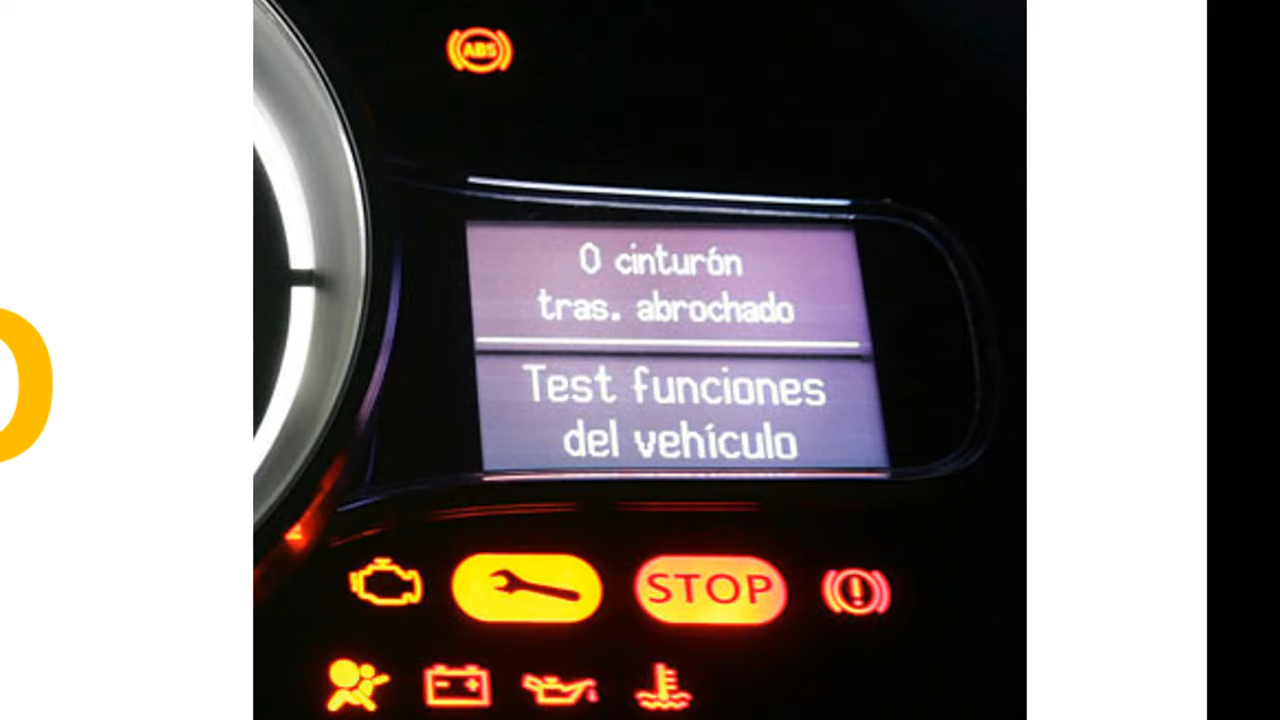 ABS
0 cinturón
tras. abrochado
Test funciones
del vehículo
STOP